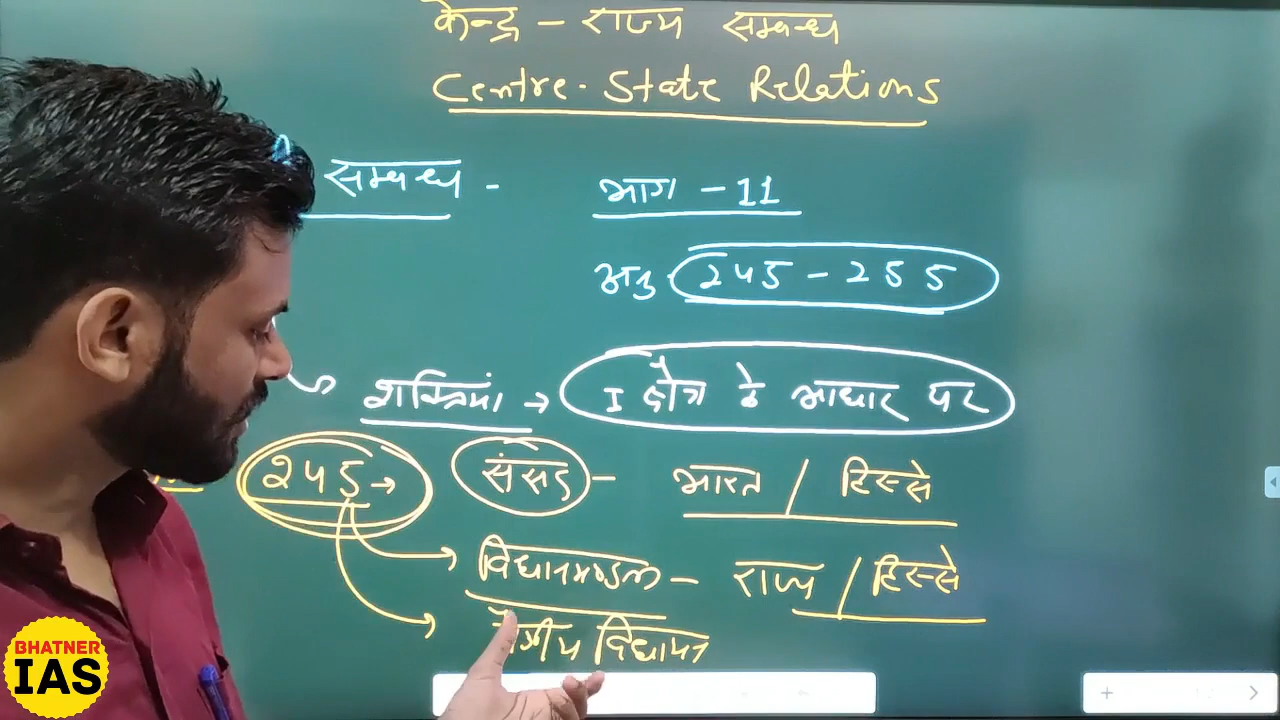 केन्द्र - राज्य सम्बन्ध
Centre-State Relations
सम्बन्ध - भाग - 11
अनु. 245 - 255
शक्तियां → I क्षेत्र के आधार पर
245 → संसद - भारत / हिस्से
विधानमण्डल - राज्य / हिस्से
विधायन
BHATNER
IAS